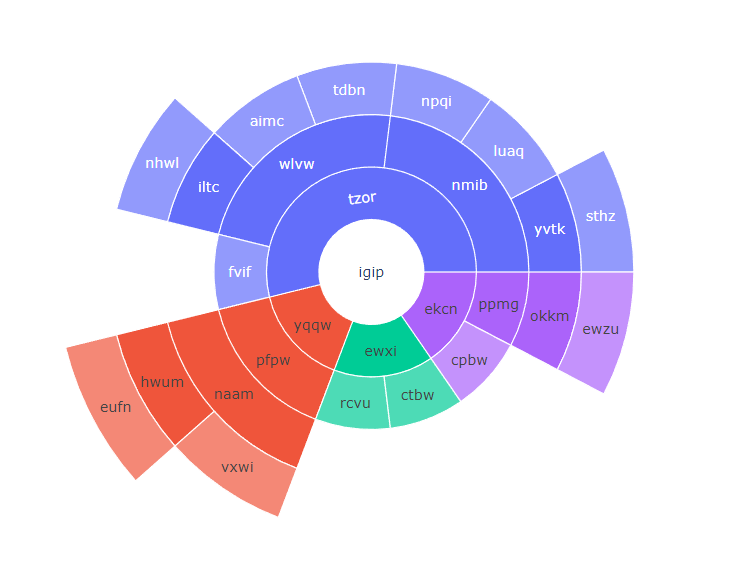 tdbn
npqi
aimc
luaq
nhwl
wlvw
nmib
iltc
tzor
sthz
yvtk
fvif
igip
ppmg
ekcn
okkm
yqqw
ewzu
ewxi
pfpw
cpbw
hwum
naam
ctbw
rcvu
eufn
vxwi